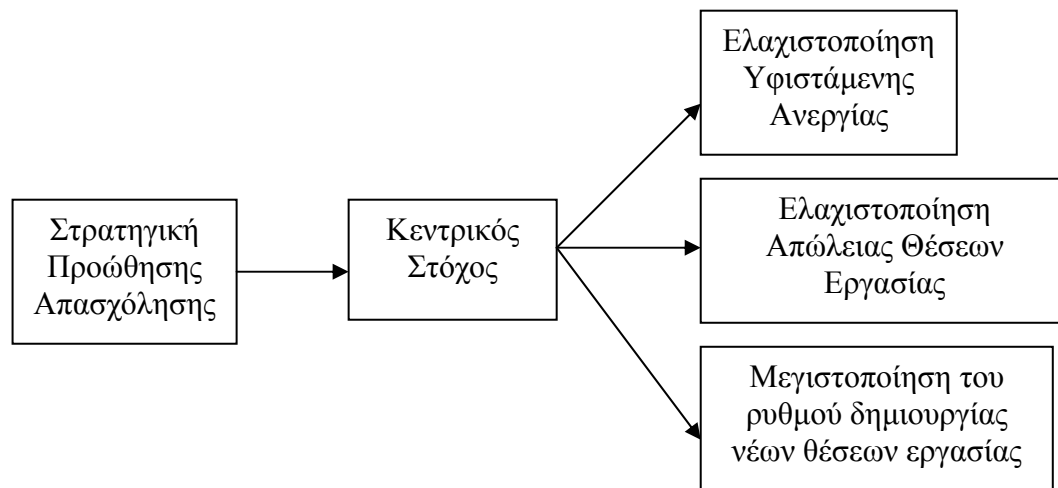 Στρατηγική
Προώθησης
Απασχόλησης
Κεντρικός
Στόχος
Ελαχιστοποίηση
Υφιστάμενης
Ανεργίας
Ελαχιστοποίηση
Απώλειας Θέσεων
Εργασίας
Μεγιστοποίηση του
ρυθμού δημιουργίας
νέων θέσεων εργασίας